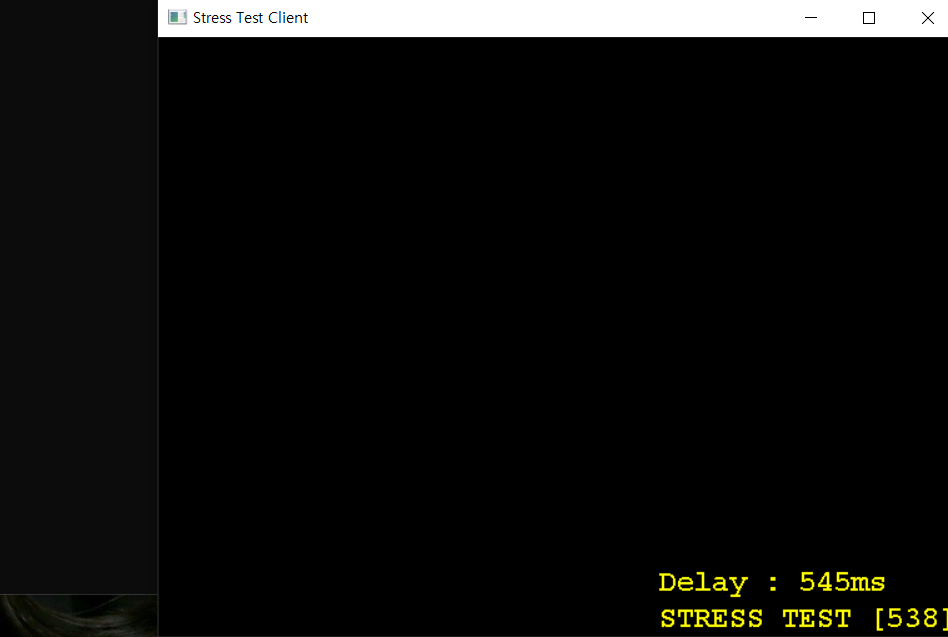 Stress Test Client
Delay : 545ms
STRESS TEST [538]